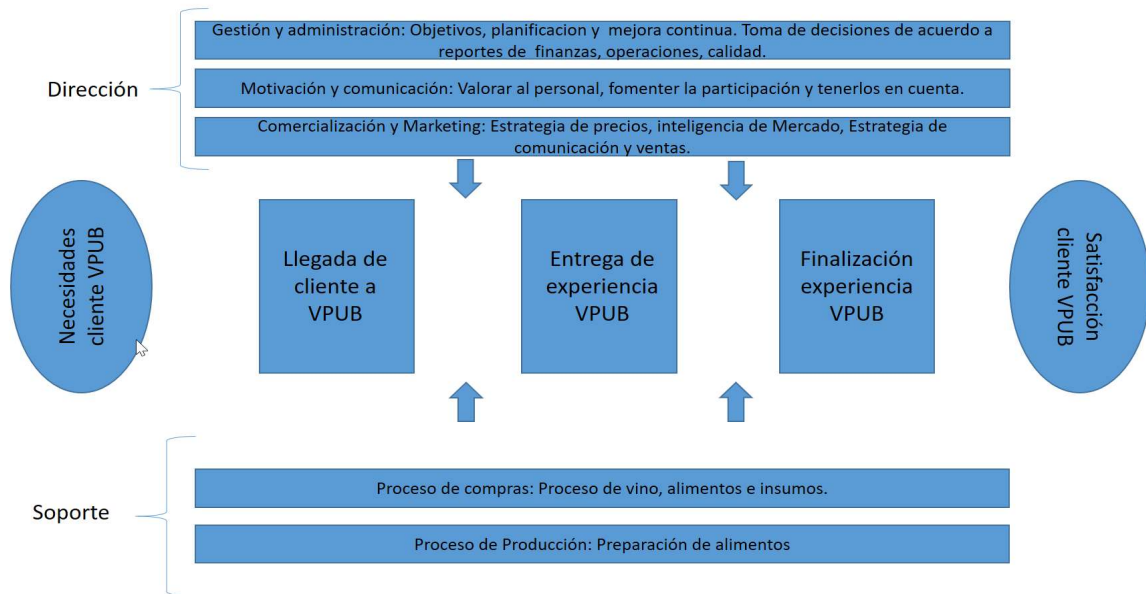 Gestión y administración: Objetivos, planificacion y  mejora continua. Toma de decisiones de acuerdo a
reportes de  finanzas, operaciones, calidad.
Dirección
Motivación y comunicación: Valorar al personal, fomenter la participación y tenerlos en cuenta.
Comercialización y Marketing: Estrategia de precios, inteligencia de Mercado, Estrategia de
comunicación y ventas.
Necesidades
cliente VPUB
Llegada de
cliente a
VPUB
Entrega de
experiencia
VPUB
Finalización
experiencia
VPUB
Satisfacción
cliente VPUB
Soporte
Proceso de compras: Proceso de vino, alimentos e insumos.
Proceso de Producción: Preparación de alimentos